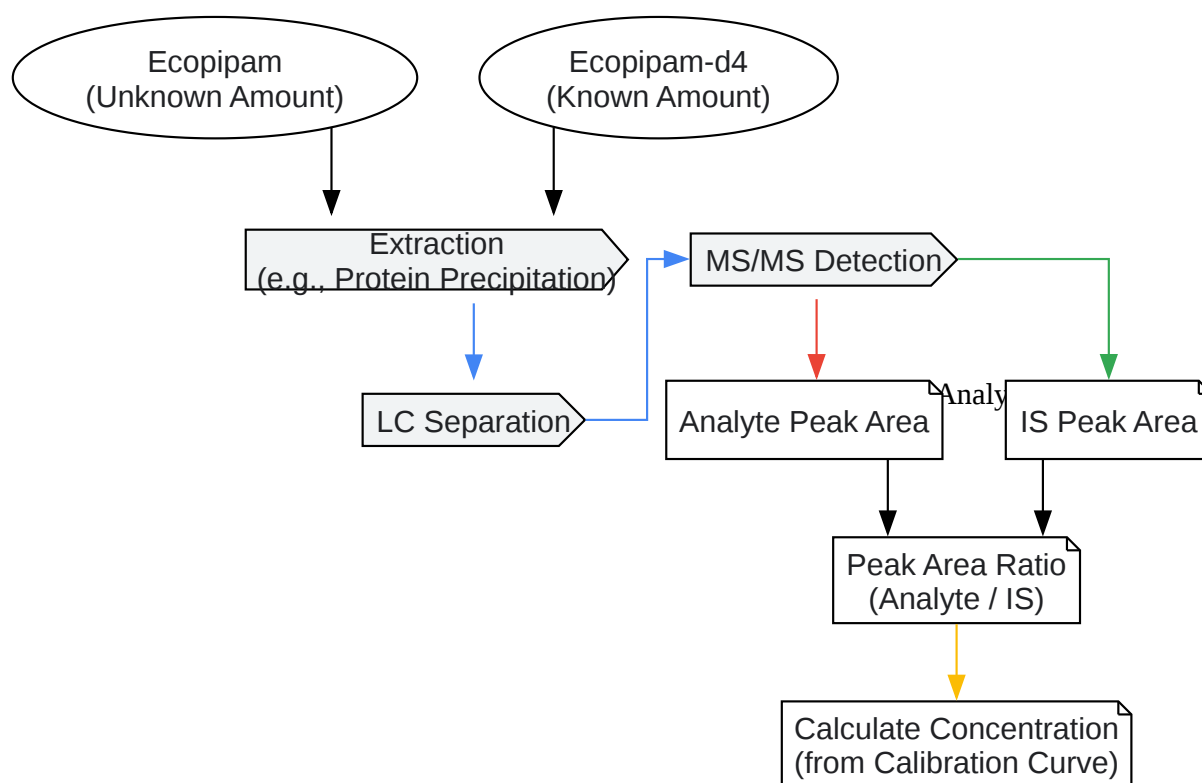 Ecopipam
(Unknown Amount)
Ecopipam-d4
(Known Amount)
Extraction
(e.g., Protein Precipitation)
MS/MS Detection
LC Separation
Analyte Peak Area
IS Peak Area
Peak Area Ratio
(Analyte / IS)
Calculate Concentration
(from Calibration Curve)